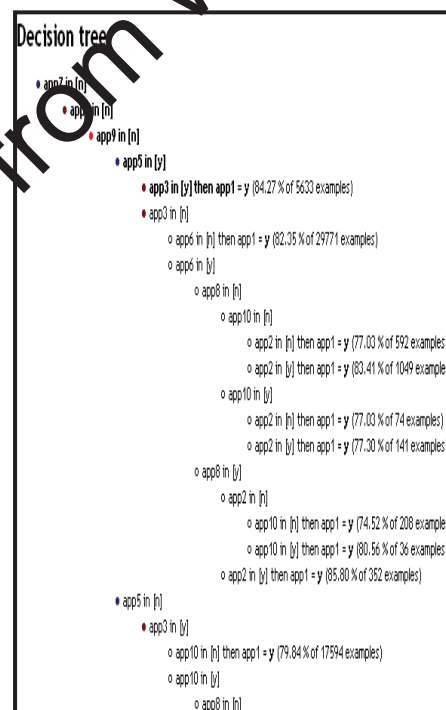 Decision tree
app7 in [n]
in [n]
app9 in [n]
app5 in [y]
app3 in [y] then app1 = y (84.27 % of 5633 examples)
app3 in [n]
app6 in [n] then app1 = y (82.35 % of 29771 examples)
app6 in [y]
app8 in [n]
app10 in [n]
app2 in [n] then app1 = y (77.03 % of 592 examples
app2 in [y] then app1 = y (83.41 % of 1049 example
app10 in [y]
app2 in [n] then app1 = y (77.03 % of 74 examples)
app2 in [y] then app1 = y (77.30 % of 141 examples
app8 in [y]
app2 in [n]
app10 in [n] then app1 = y (74.52 % of 208 example
app10 in [y] then app1 = y (80.56 % of 36 examples
app2 in [y] then app1 = y (85.80 % of 352 examples)
app5 in [n]
app3 in [y]
app10 in [n] then app1 = y (79.84 % of 17594 examples)
app10 in [y]
app8 in [n]
from